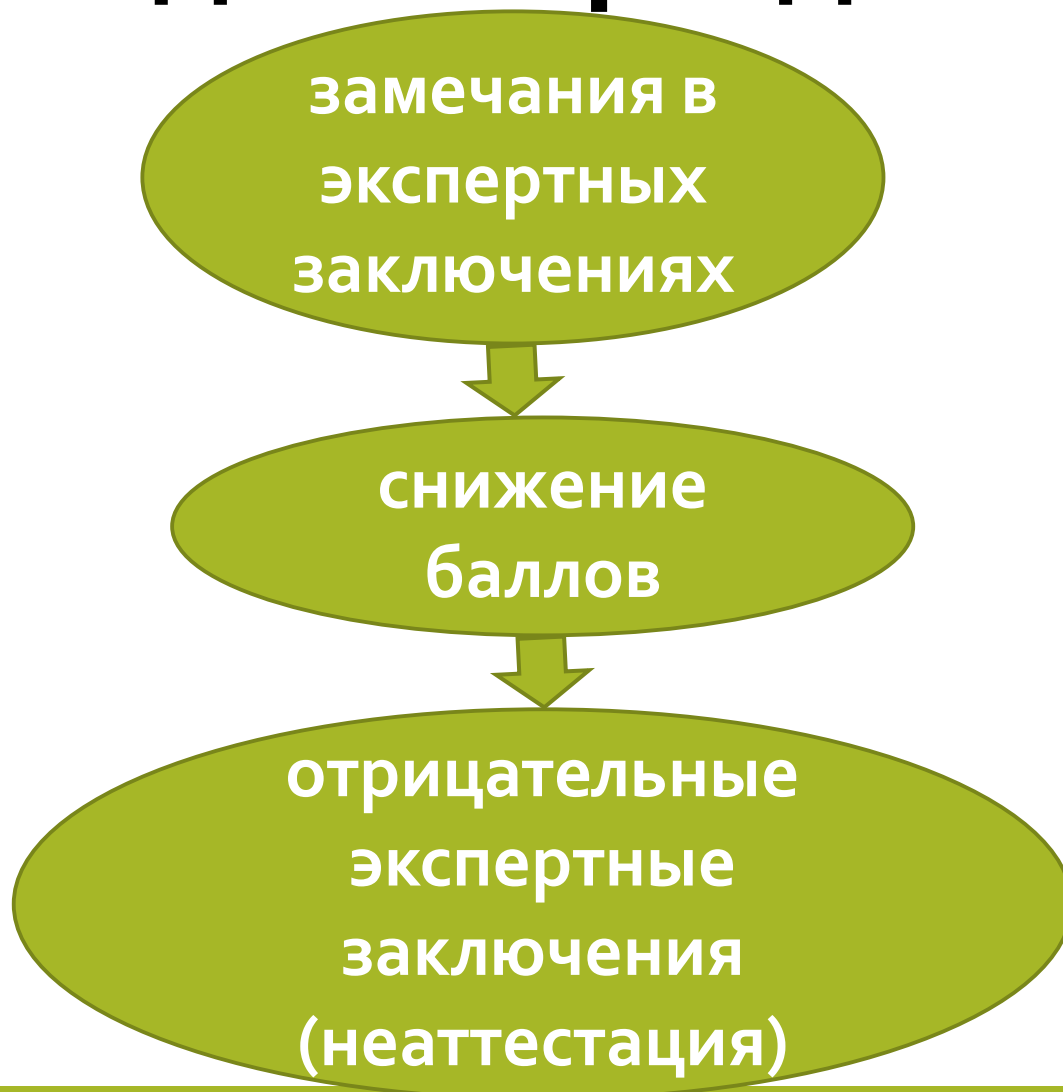 замечания в
экспертных
заключениях
снижение
баллов
отрицательные
экспертные
заключения
(неаттестация)